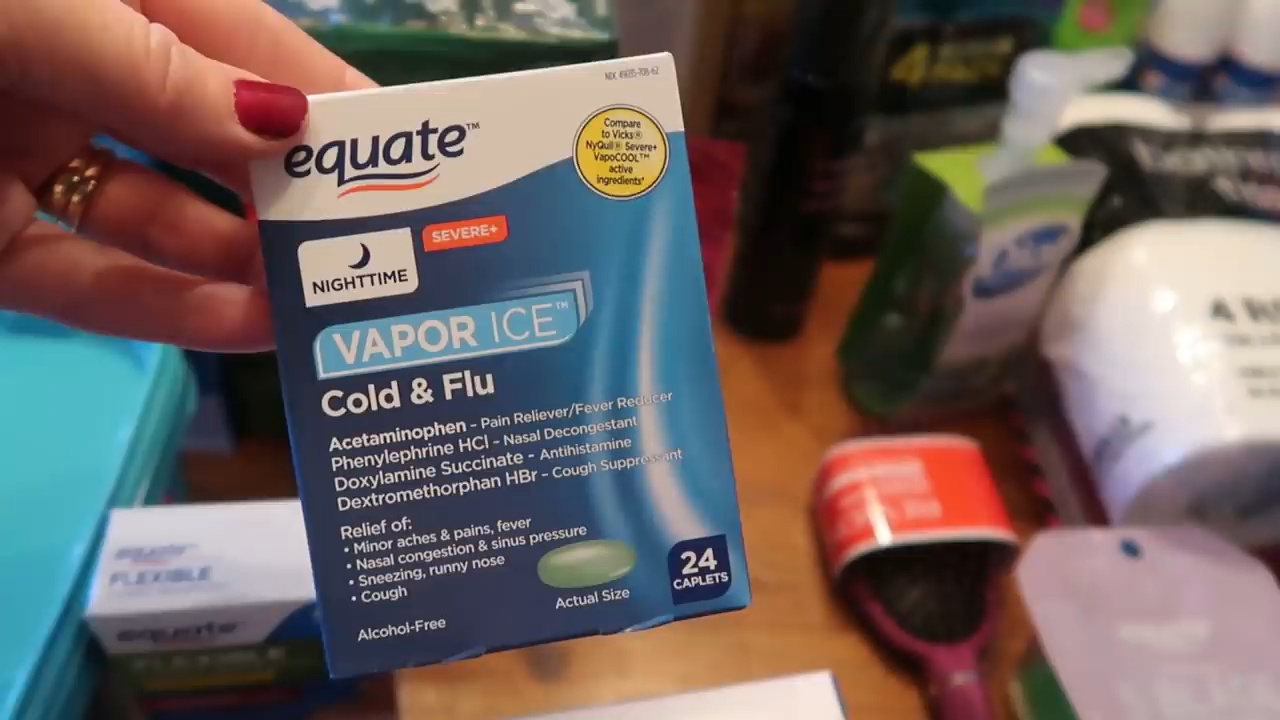 NDC 49035-708-62
equate™
Compare
to Vicks®
NyQuil® Severe+
VapoCOOL™
active
ingredients*
NIGHTTIME
SEVERE+
VAPOR ICE™
Cold & Flu
Acetaminophen - Pain Reliever/Fever Reducer
Phenylephrine HCl - Nasal Decongestant
Doxylamine Succinate - Antihistamine
Dextromethorphan HBr - Cough Suppressant
Relief of:
• Minor aches & pains, fever
• Nasal congestion & sinus pressure
• Sneezing, runny nose
• Cough
Actual Size
24
CAPLETS
Alcohol-Free
equate
FLEXIBLE
equate
FLEXIBLE
4